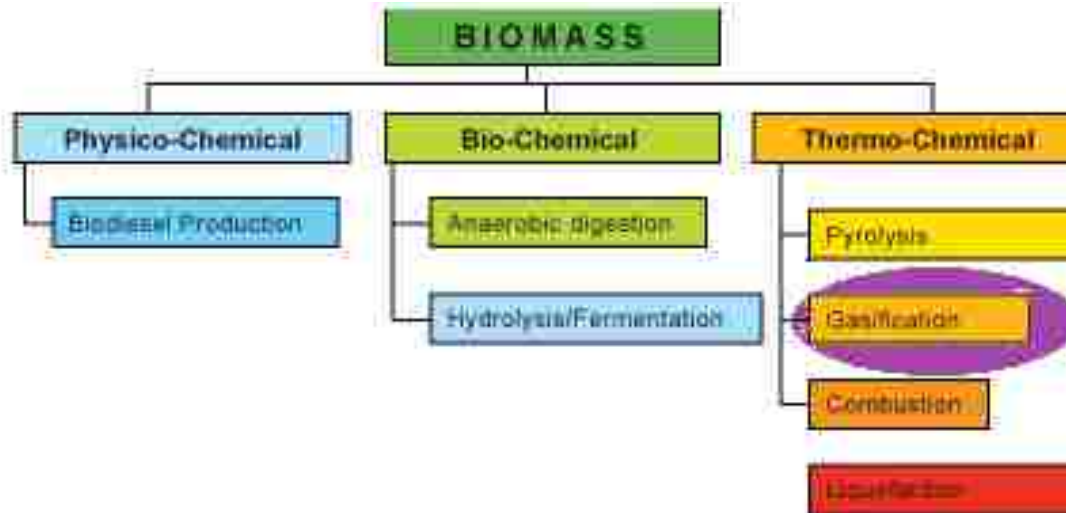 BIOMASS
Physico-Chemical
Bio-Chemical
Thermo-Chemical
Biodiesel Production
Anaerobic digestion
Pyrolysis
Hydrolysis/Fermentation
Gasification
Combustion
Liquefaction